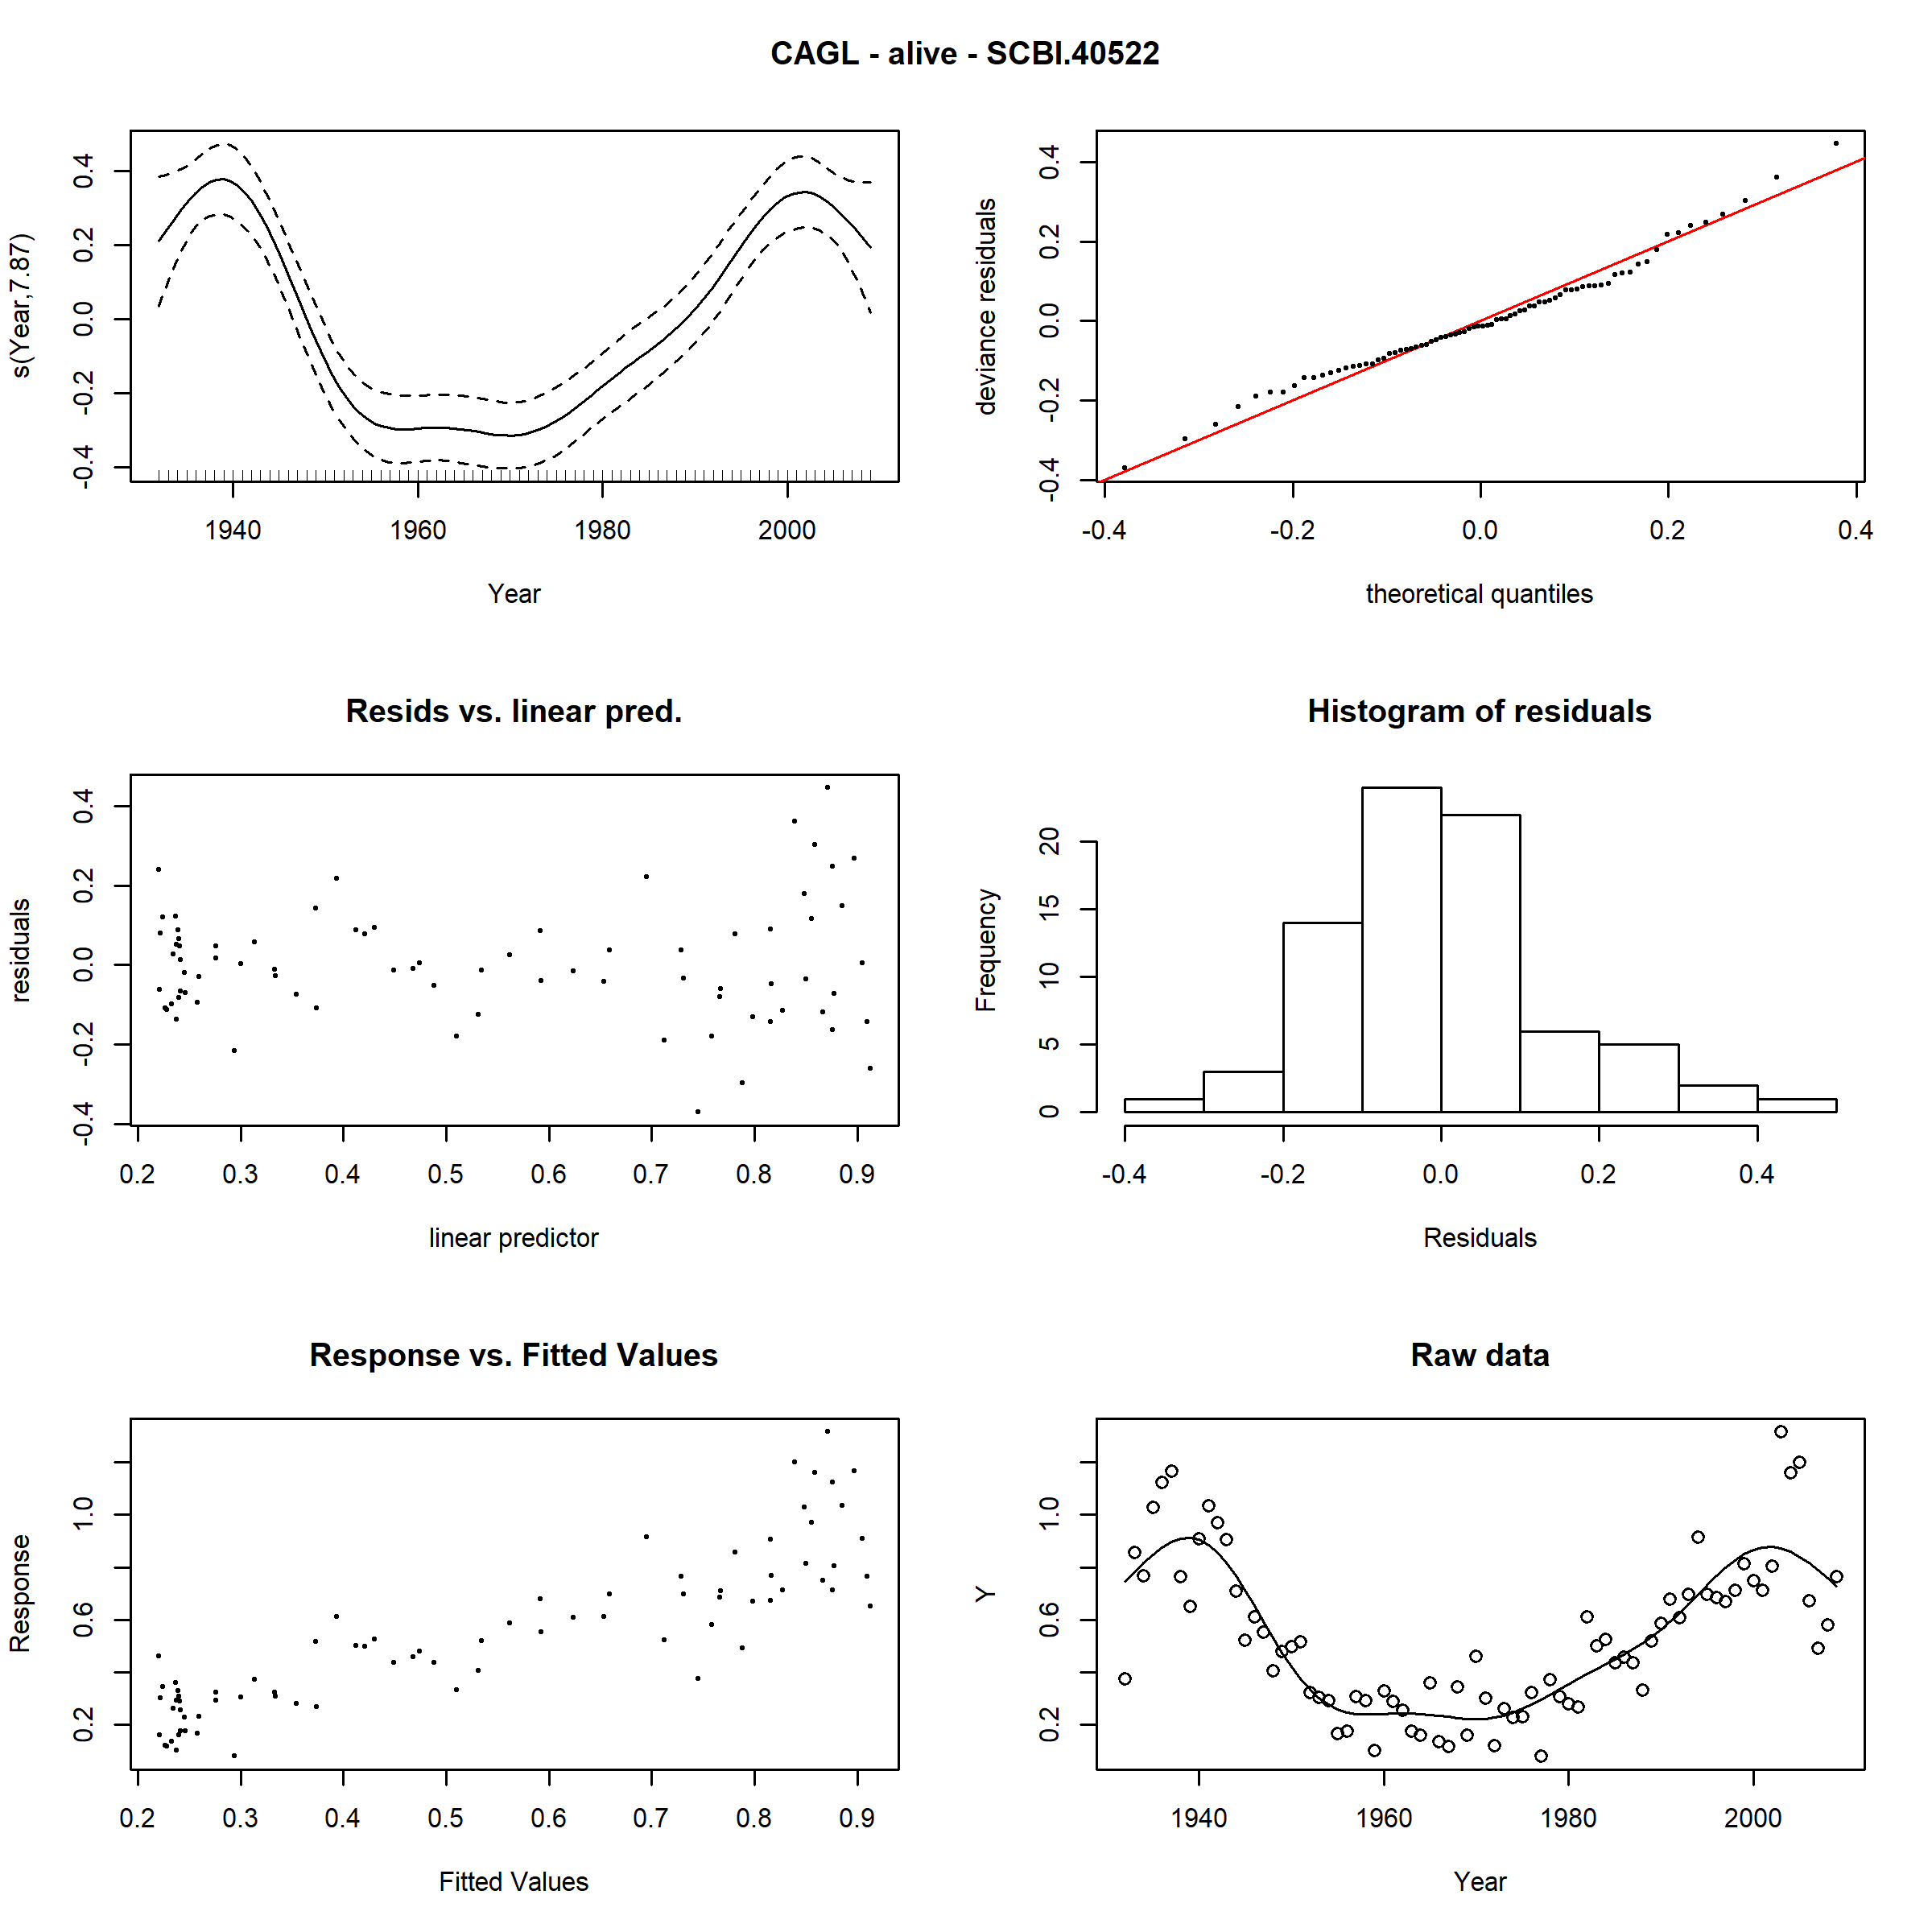 CAGL - alive - SCBI.40522
s(Year,7.87)
-0.4 -0.2 0.0 0.2 0.4
1940 1960 1980 2000
Year
deviance residuals
-0.4 -0.2 0.0 0.2 0.4
-0.4 -0.2 0.0 0.2 0.4
theoretical quantiles
Resids vs. linear pred.
residuals
-0.4 -0.2 0.0 0.2 0.4
0.2 0.3 0.4 0.5 0.6 0.7 0.8 0.9
linear predictor
Histogram of residuals
Frequency
0 5 10 15 20
-0.4 -0.2 0.0 0.2 0.4
Residuals
Response vs. Fitted Values
Response
0.2 0.6 1.0
0.2 0.3 0.4 0.5 0.6 0.7 0.8 0.9
Fitted Values
Raw data
Y
0.2 0.6 1.0
1940 1960 1980 2000
Year